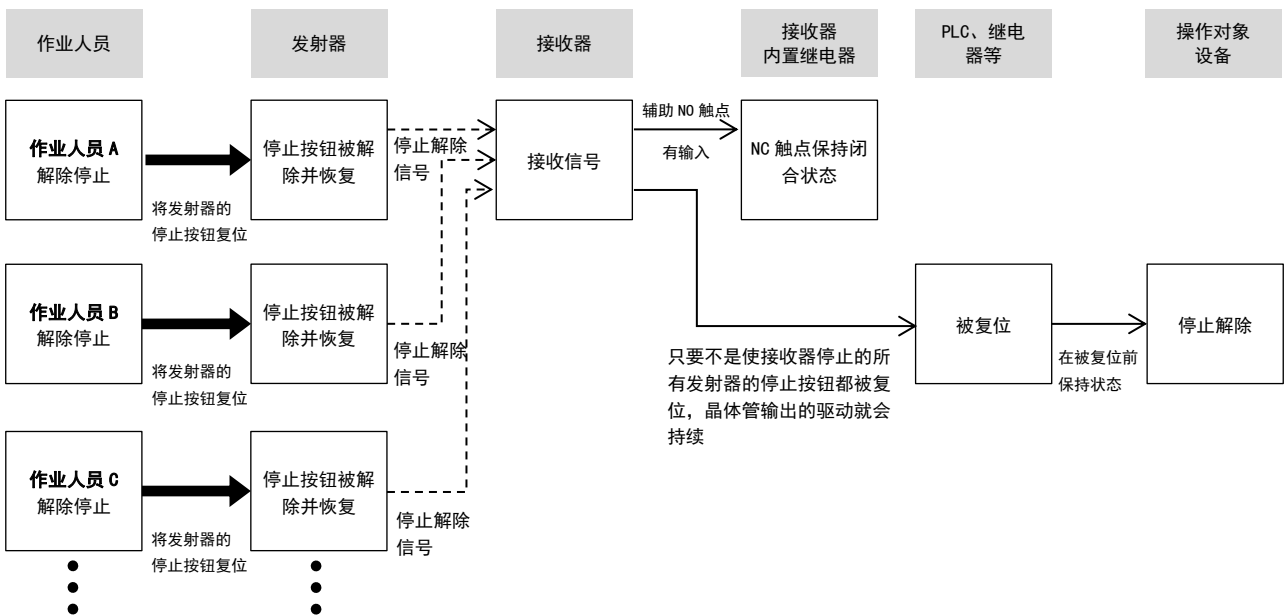 作业人员
发射器
接收器
接收器
内置继电器
PLC、继电
器等
操作对象
设备
作业人员 A
解除停止
将发射器的
停止按钮复位
停止按钮被解
除并恢复
停止解除
信号
接收信号
辅助 NO 触点
有输入
NC 触点保持闭
合状态
作业人员 B
解除停止
将发射器的
停止按钮复位
停止按钮被解
除并恢复
停止解除
信号
只要不是使接收器停止的所
有发射器的停止按钮都被复
位，晶体管输出的驱动就会
持续
被复位
在被复位前
保持状态
停止解除
作业人员 C
解除停止
将发射器的
停止按钮复位
停止按钮被解
除并恢复
停止解除
信号